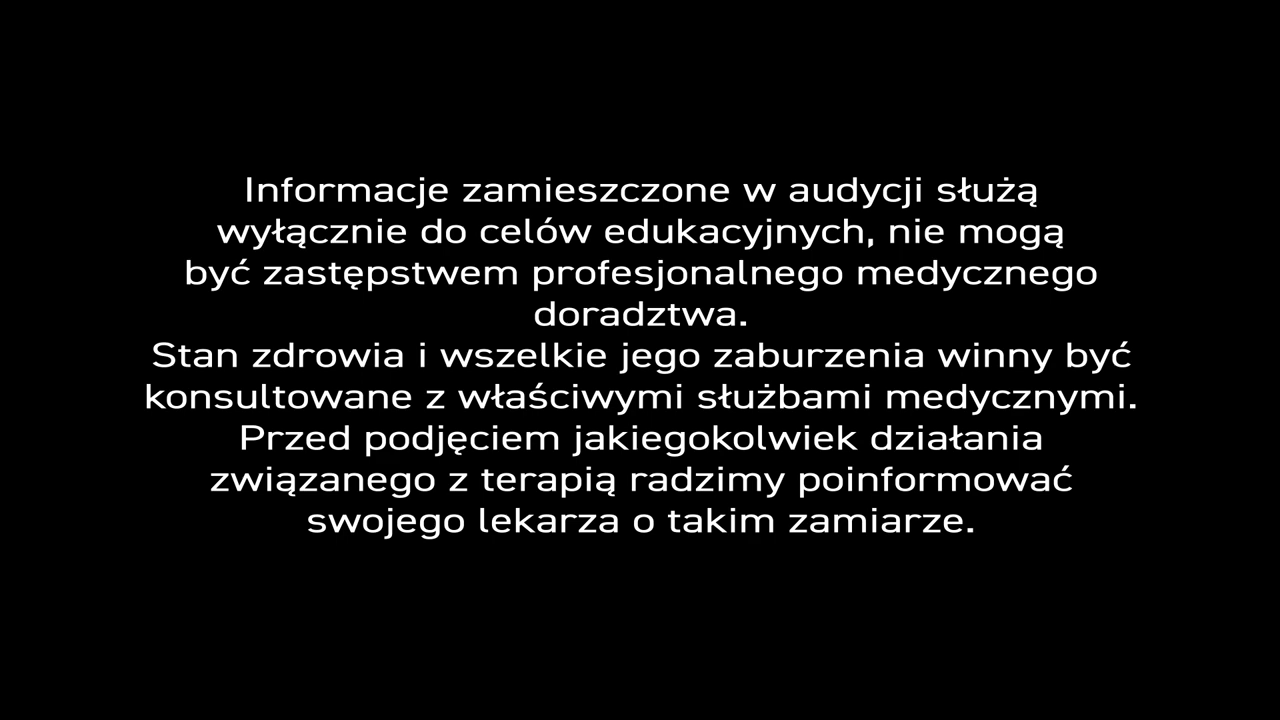 Informacje zamieszczone w audycji służą
wyłącznie do celów edukacyjnych, nie mogą
być zastępstwem profesjonalnego medycznego
doradztwa.
Stan zdrowia i wszelkie jego zaburzenia winny być
konsultowane z właściwymi służbami medycznymi.
Przed podjęciem jakiegokolwiek działania
związanego z terapią radzimy poinformować
swojego lekarza o takim zamiarze.